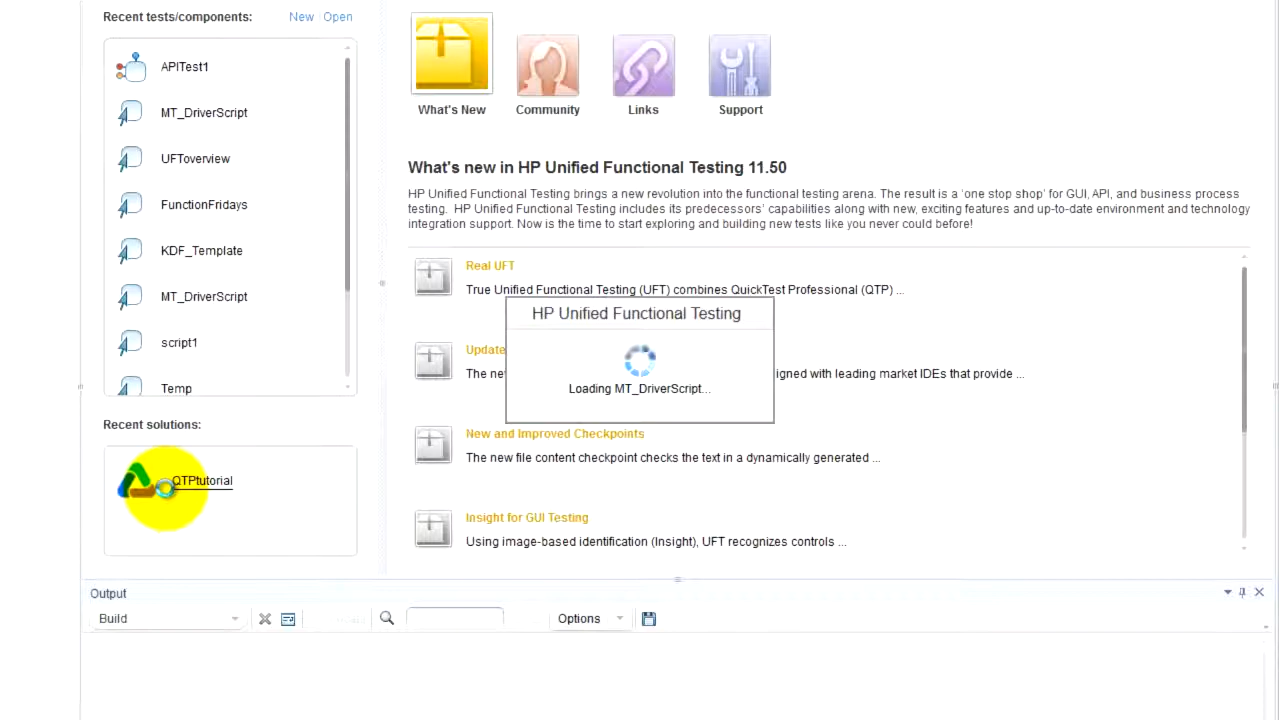 Recent tests/components: New Open
APITest1
MT_DriverScript
UFToverview
FunctionFridays
KDF_Template
MT_DriverScript
script1
Temp
Recent solutions:
QTPtutorial
What's New Community Links Support
What's new in HP Unified Functional Testing 11.50
HP Unified Functional Testing brings a new revolution into the functional testing arena. The result is a 'one stop shop' for GUI, API, and business process
testing. HP Unified Functional Testing includes its predecessors' capabilities along with new, exciting features and up-to-date environment and technology
integration support. Now is the time to start exploring and building new tests like you never could before!
Real UFT
True Unified Functional Testing (UFT) combines QuickTest Professional (QTP) ...
HP Unified Functional Testing
Loading MT_DriverScript...
Update
The ne igned with leading market IDEs that provide ...
New and Improved Checkpoints
The new file content checkpoint checks the text in a dynamically generated ...
Insight for GUI Testing
Using image-based identification (Insight), UFT recognizes controls ...
Output
Build Options